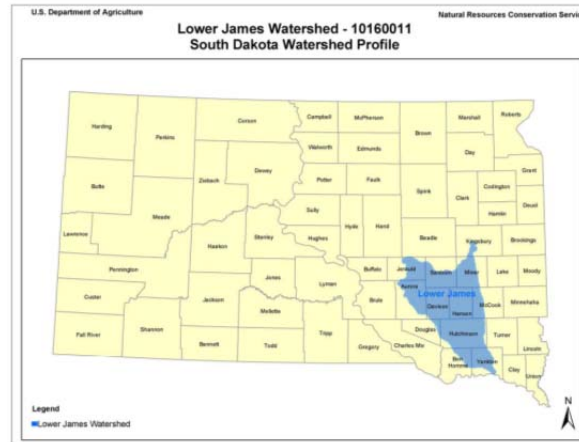 U.S. Department of Agriculture
Natural Resources Conservation Servic
Lower James Watershed - 10160011
South Dakota Watershed Profile
Harding
Perkins
Corson
Campbell
McPherson
Brown
Marshall
Roberts
Walworth
Edmunds
Day
Butte
Ziebach
Dewey
Potter
Faulk
Grant
Codington
Spink
Clark
Meade
Sully
Hamlin
Deuel
Lawrence
Haakon
Stanley
Hughes
Hyde
Hand
Beadle
Kingsbury
Brookings
Pennington
Jones
Lyman
Buffalo
Jerauld
Sanborn
Miner
Lake
Moody
Custer
Jackson
Brule
Aurora
Lower James
Davison
Hanson
McCook
Minnehaha
Fall River
Shannon
Mellette
Bennett
Todd
Tripp
Gregory
Charles Mix
Douglas
Hutchinson
Turner
Lincoln
Bon
Homme
Yankton
Clay
Union
Legend
Lower James Watershed
N